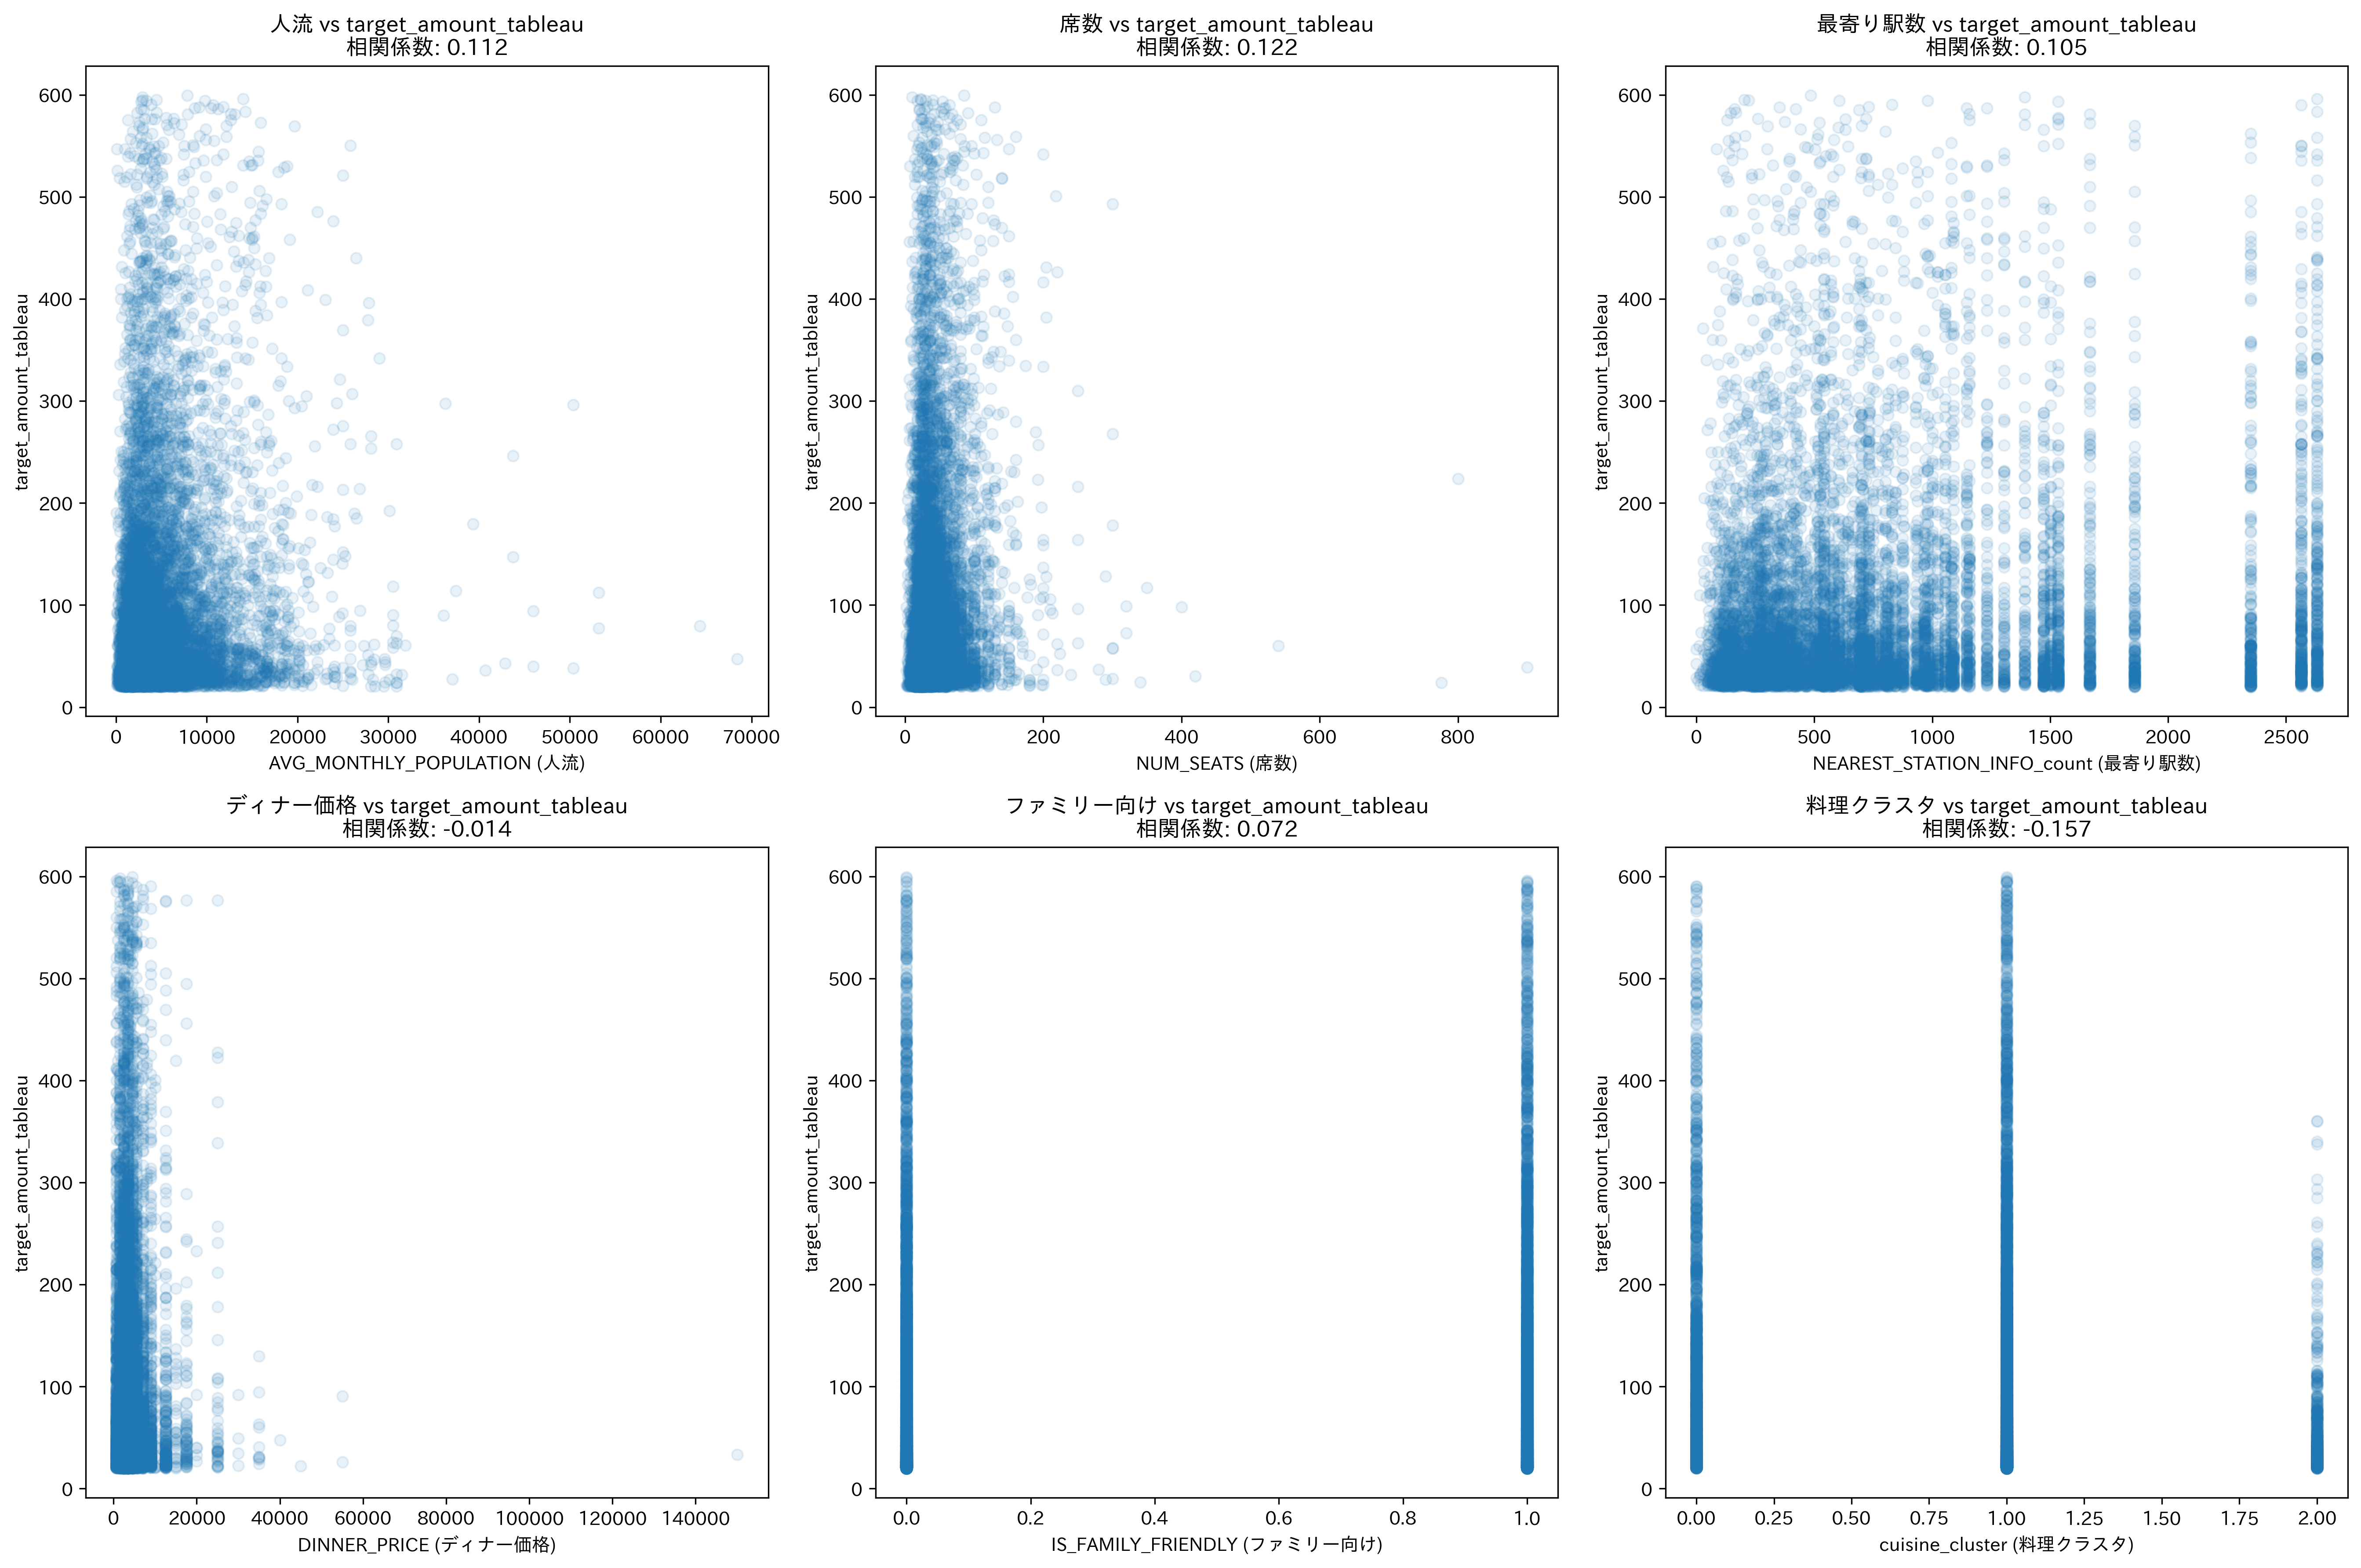 人流 vs target_amount_tableau
相関係数: 0.112
target_amount_tableau
600
500
400
300
200
100
0
0 10000 20000 30000 40000 50000 60000 70000
AVG_MONTHLY_POPULATION (人流)
席数 vs target_amount_tableau
相関係数: 0.122
target_amount_tableau
600
500
400
300
200
100
0
0 200 400 600 800
NUM_SEATS (席数)
最寄り駅数 vs target_amount_tableau
相関係数: 0.105
target_amount_tableau
600
500
400
300
200
100
0
0 500 1000 1500 2000 2500
NEAREST_STATION_INFO_count (最寄り駅数)
ディナー価格 vs target_amount_tableau
相関係数: -0.014
target_amount_tableau
600
500
400
300
200
100
0
0 20000 40000 60000 80000 100000 120000 140000
DINNER_PRICE (ディナー価格)
ファミリー向け vs target_amount_tableau
相関係数: 0.072
target_amount_tableau
600
500
400
300
200
100
0
0.0 0.2 0.4 0.6 0.8 1.0
IS_FAMILY_FRIENDLY (ファミリー向け)
料理クラスタ vs target_amount_tableau
相関係数: -0.157
target_amount_tableau
600
500
400
300
200
100
0
0.00 0.25 0.50 0.75 1.00 1.25 1.50 1.75 2.00
cuisine_cluster (料理クラスタ)